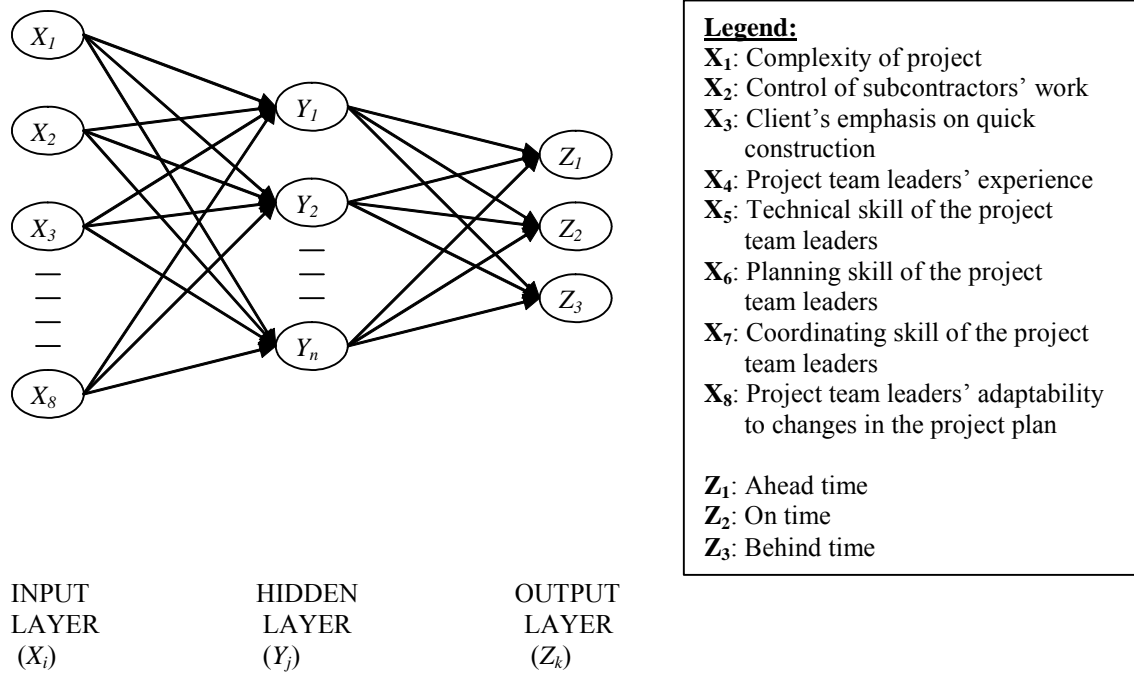 X₁
X₂
X₃
X₈
Y₁
Y₂
Yₙ
Z₁
Z₂
Z₃
INPUT
LAYER
(Xᵢ)
HIDDEN
LAYER
(Yⱼ)
OUTPUT
LAYER
(Zₖ)
Legend:
X₁: Complexity of project
X₂: Control of subcontractors’ work
X₃: Client’s emphasis on quick
construction
X₄: Project team leaders’ experience
X₅: Technical skill of the project
team leaders
X₆: Planning skill of the project
team leaders
X₇: Coordinating skill of the project
team leaders
X₈: Project team leaders’ adaptability
to changes in the project plan
Z₁: Ahead time
Z₂: On time
Z₃: Behind time